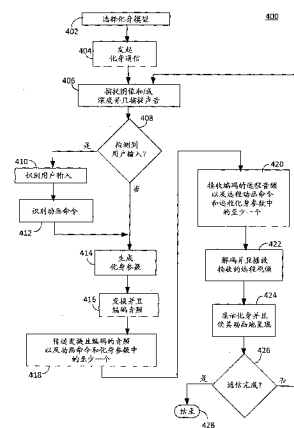 400
选择化身模型
402
发起
化身通信
404
捕捉图像和/或
深度并且捕捉声音
406
408
检测到
用户输入?
是
否
410
识别用户输入
识别动画命令
412
生成
化身参数
414
变换并且
编码音频
416
传送变换且编码的音频
以及动画命令和化身参数中
的至少一个
418
420
接收编码的远程音频
以及远程动画命令
和远程化身参数中
的至少一个
422
解码并且播放
接收的远程视频
424
化身并且
使其动画地呈现
426
通信完成?
是
否
结束
428